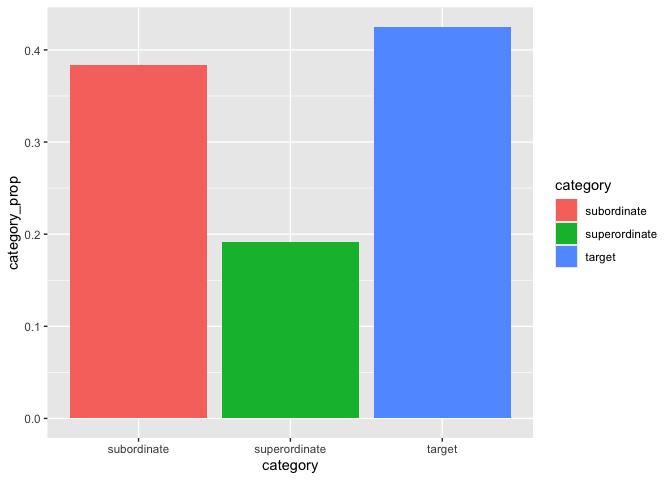 category_prop
0.4
0.3
0.2
0.1
0.0
subordinate
superordinate
target
category
category
subordinate
superordinate
target